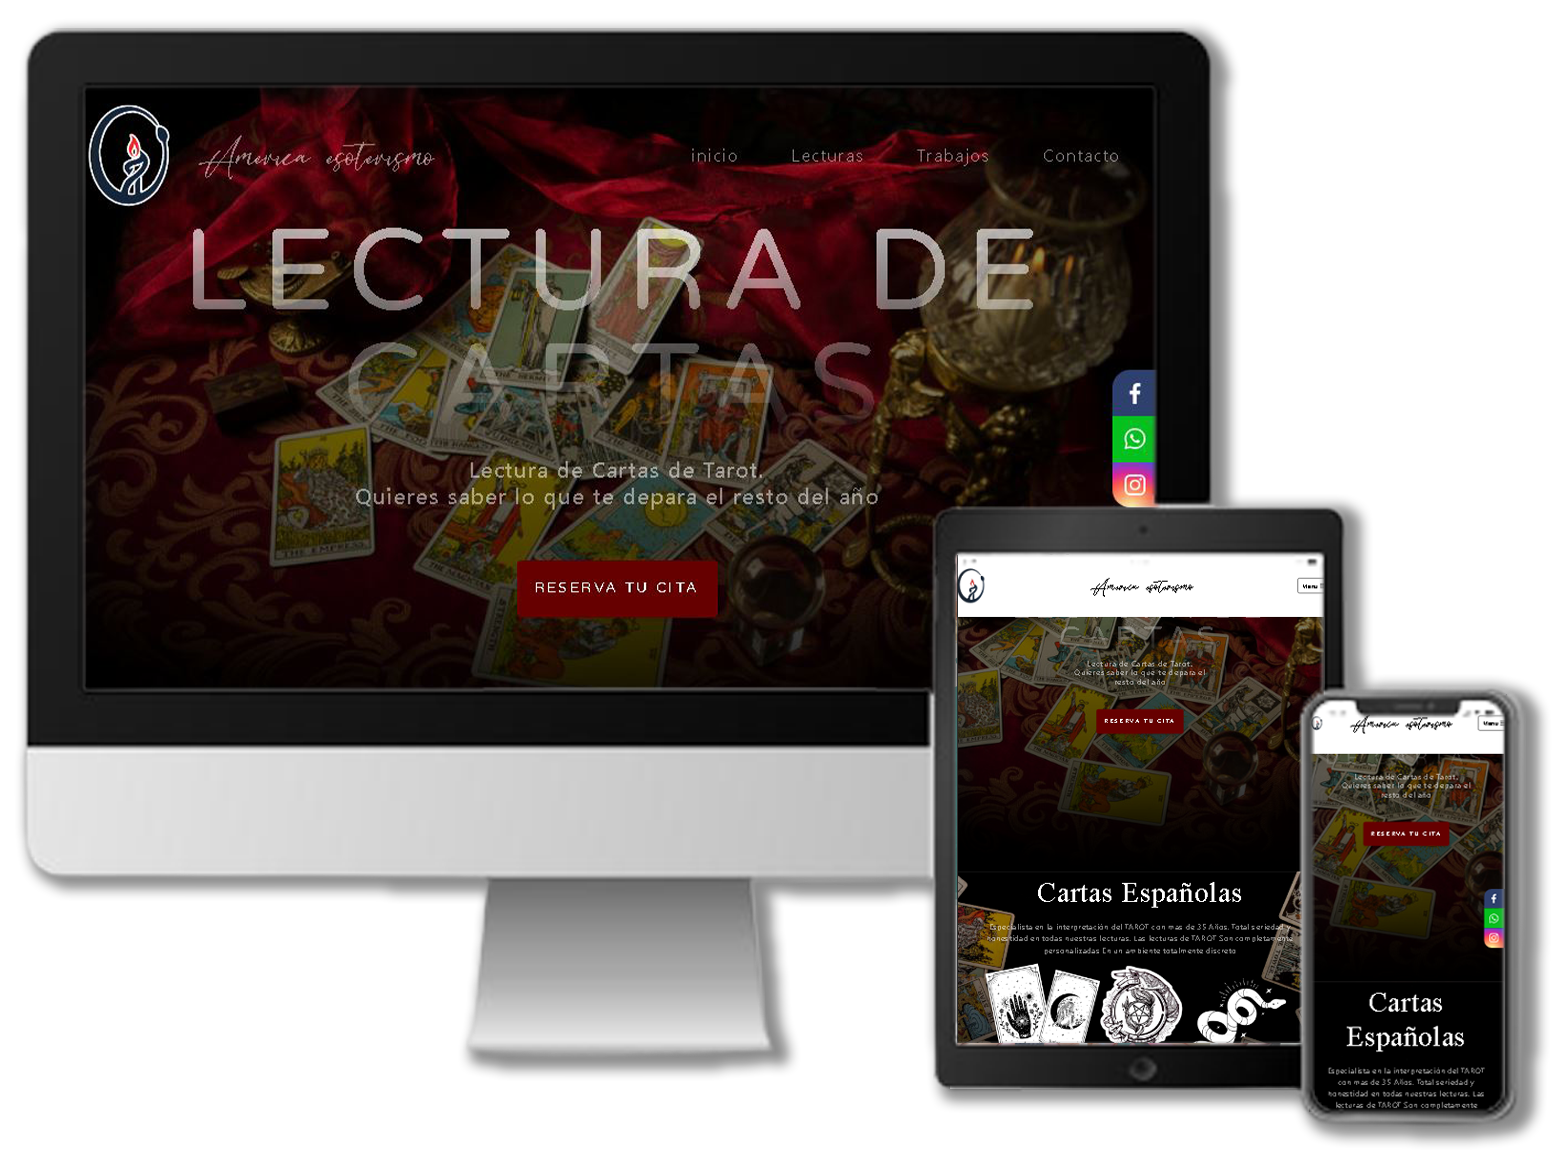 America esoterismo
inicio Lecturas Trabajos Contacto
LECTURA DE
CARTAS
Lectura de Cartas de Tarot.
Quieres saber lo que te depara el resto del año
RESERVA TU CITA
THE EMPRESS.
America esoterismo
Menu
CARTAS
Lectura de Cartas de Tarot.
Quieres saber lo que te depara el
resto del año
RESERVA TU CITA
Cartas Españolas
Especialista en la interpretación del TAROT con mas de 35 Años. Total seriedad y
honestidad en todas nuestras lecturas. Las lecturas de TAROT Son completamente
personalizadas En un ambiente totalmente discreto
America esoterismo
Menu
Lectura de Cartas de Tarot.
Quieres saber lo que te depara el
resto del año
RESERVA TU CITA
Cartas
Españolas
Especialista en la interpretación del TAROT
con mas de 35 Años. Total seriedad y
honestidad en todas nuestras lecturas. Las
lecturas de TAROT Son completamente